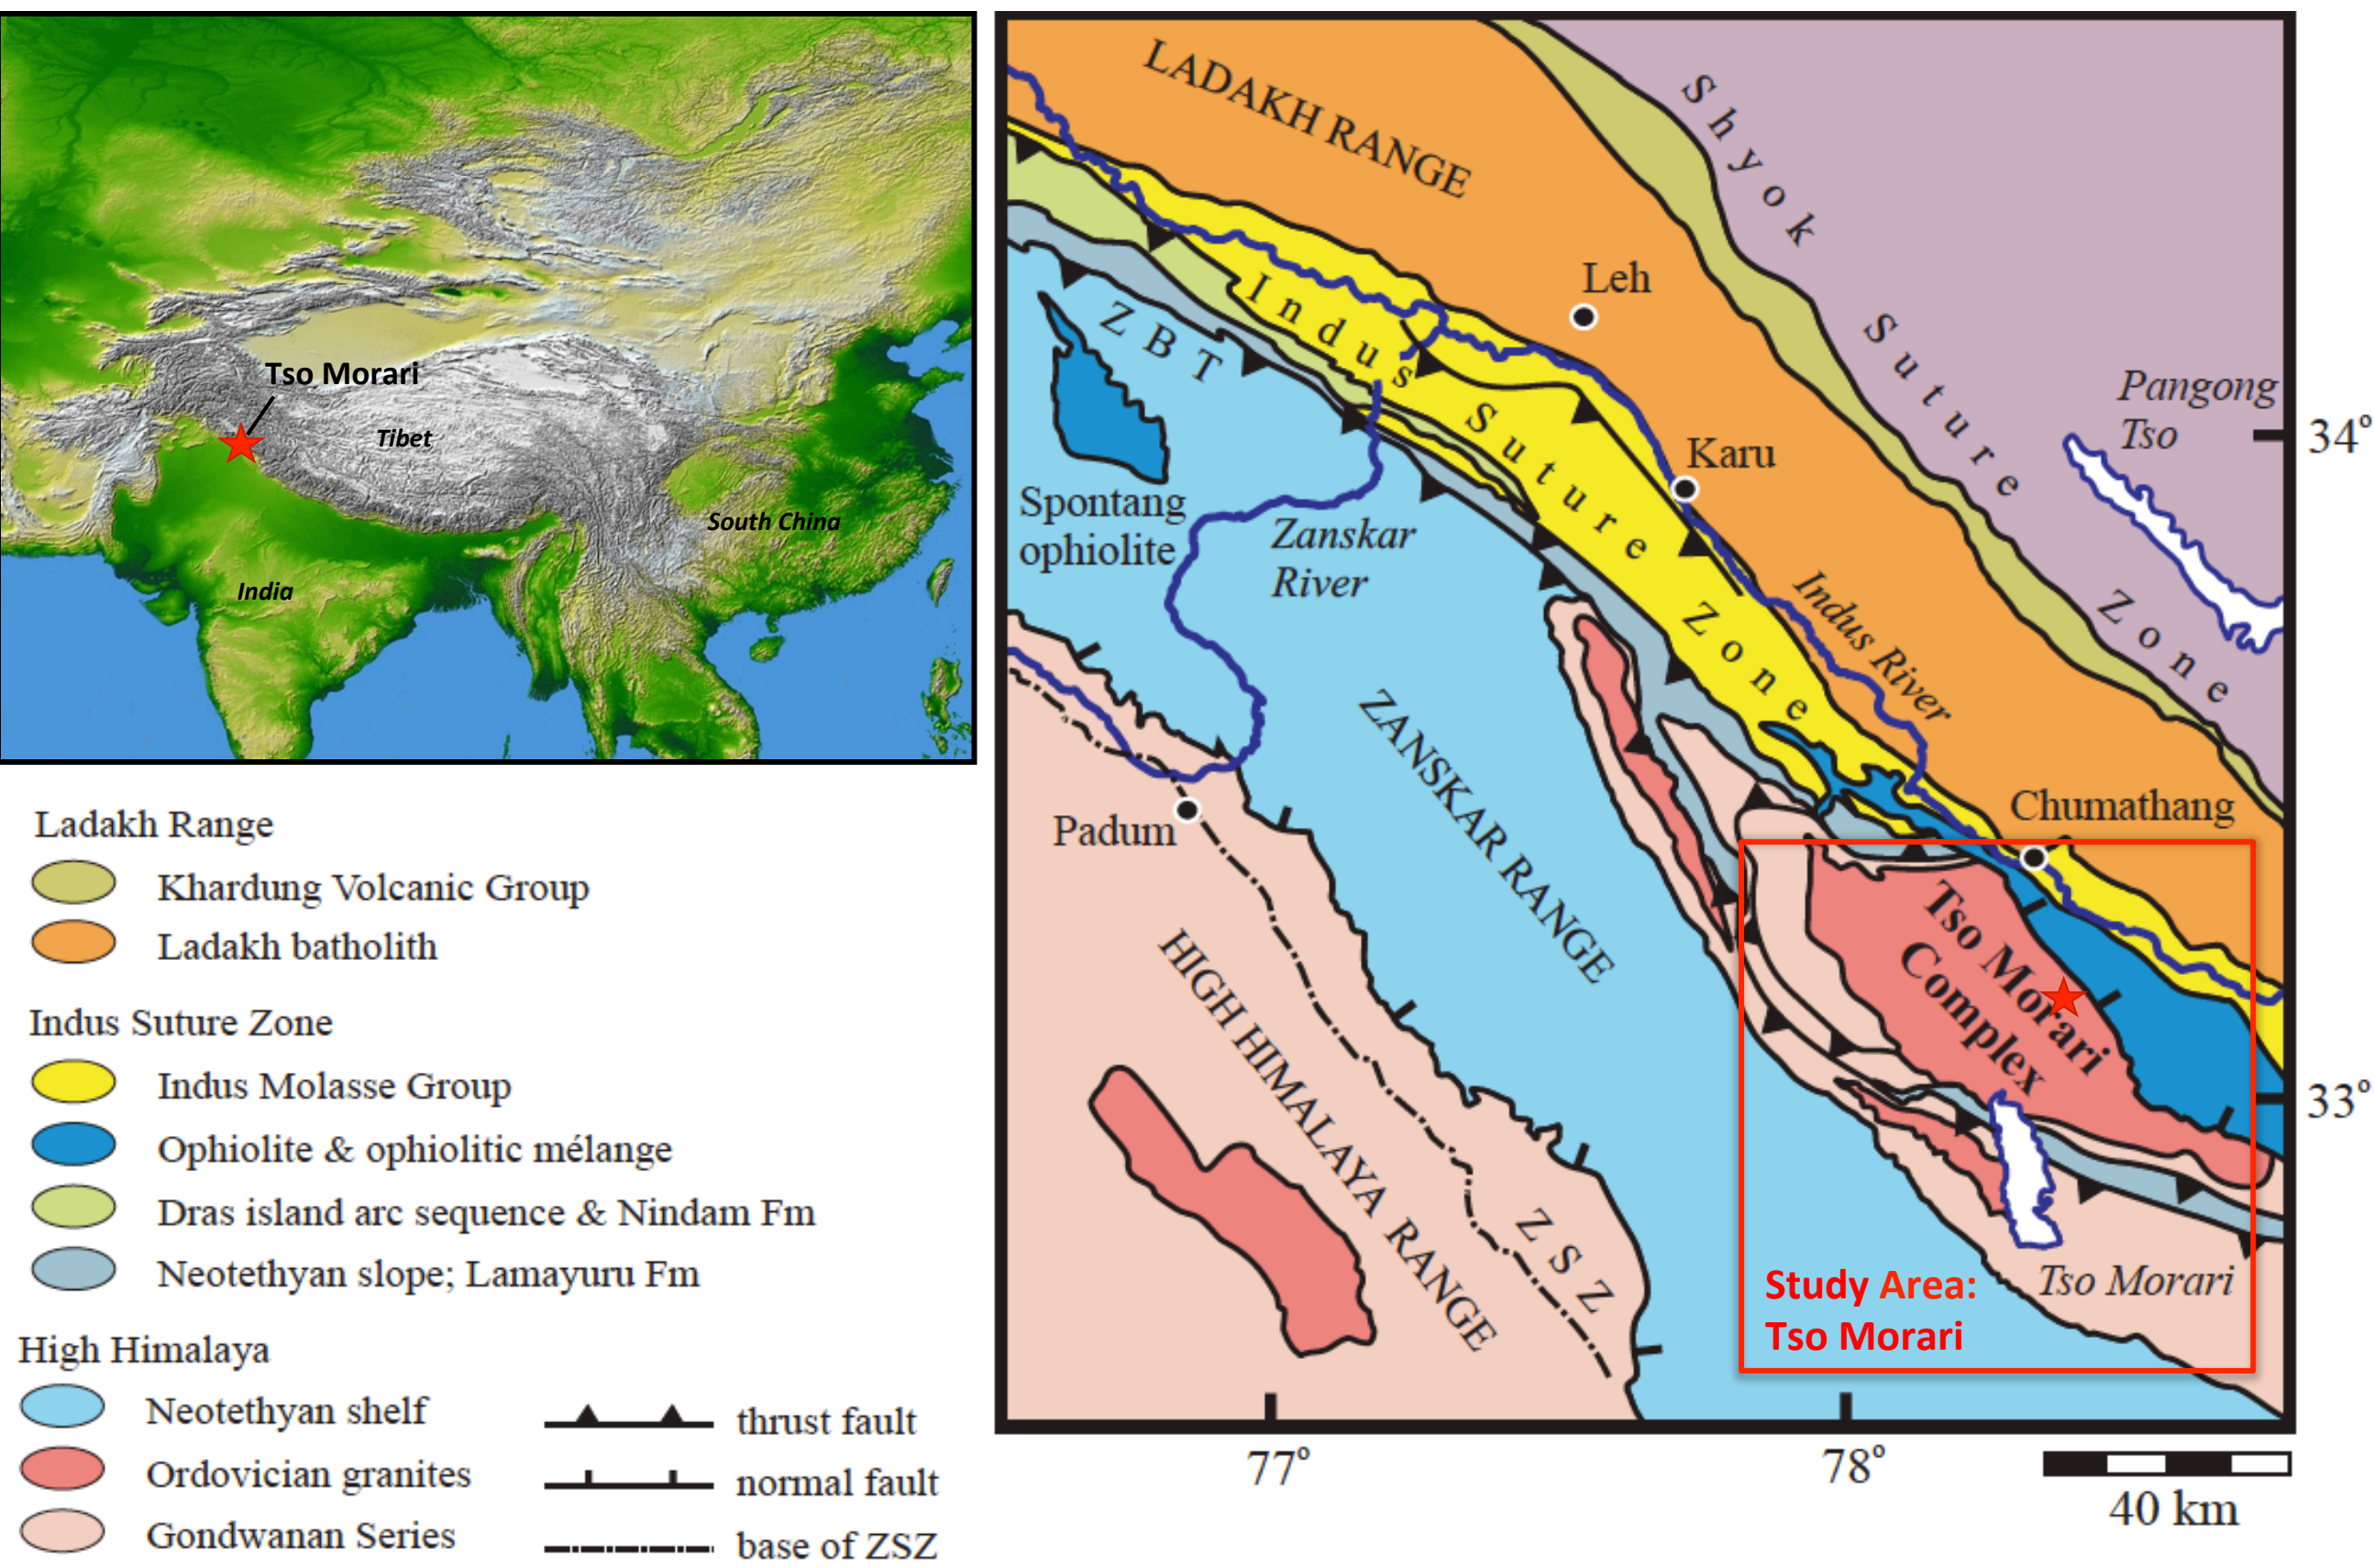 Tso Morari
Tibet
South China
India
Ladakh Range
Khardung Volcanic Group
Ladakh batholith
Indus Suture Zone
Indus Molasse Group
Ophiolite & ophiolitic mélange
Dras island arc sequence & Nindam Fm
Neotethyan slope; Lamayuru Fm
High Himalaya
Neotethyan shelf
Ordovician granites
Gondwanan Series
thrust fault
normal fault
base of ZSZ
LADAKH RANGE
Shyok Suture Zone
Leh
Indus Suture Zone
ZBT
Pangong
Tso
34°
Karu
Spontang
ophiolite
Zanskar
River
Indus River
ZANSKAR RANGE
Padum
Chumathang
HIGH HIMALAYA RANGE
Tso Morari
Complex
33°
ZSZ
Study Area:
Tso Morari
Tso Morari
77°
78°
40 km